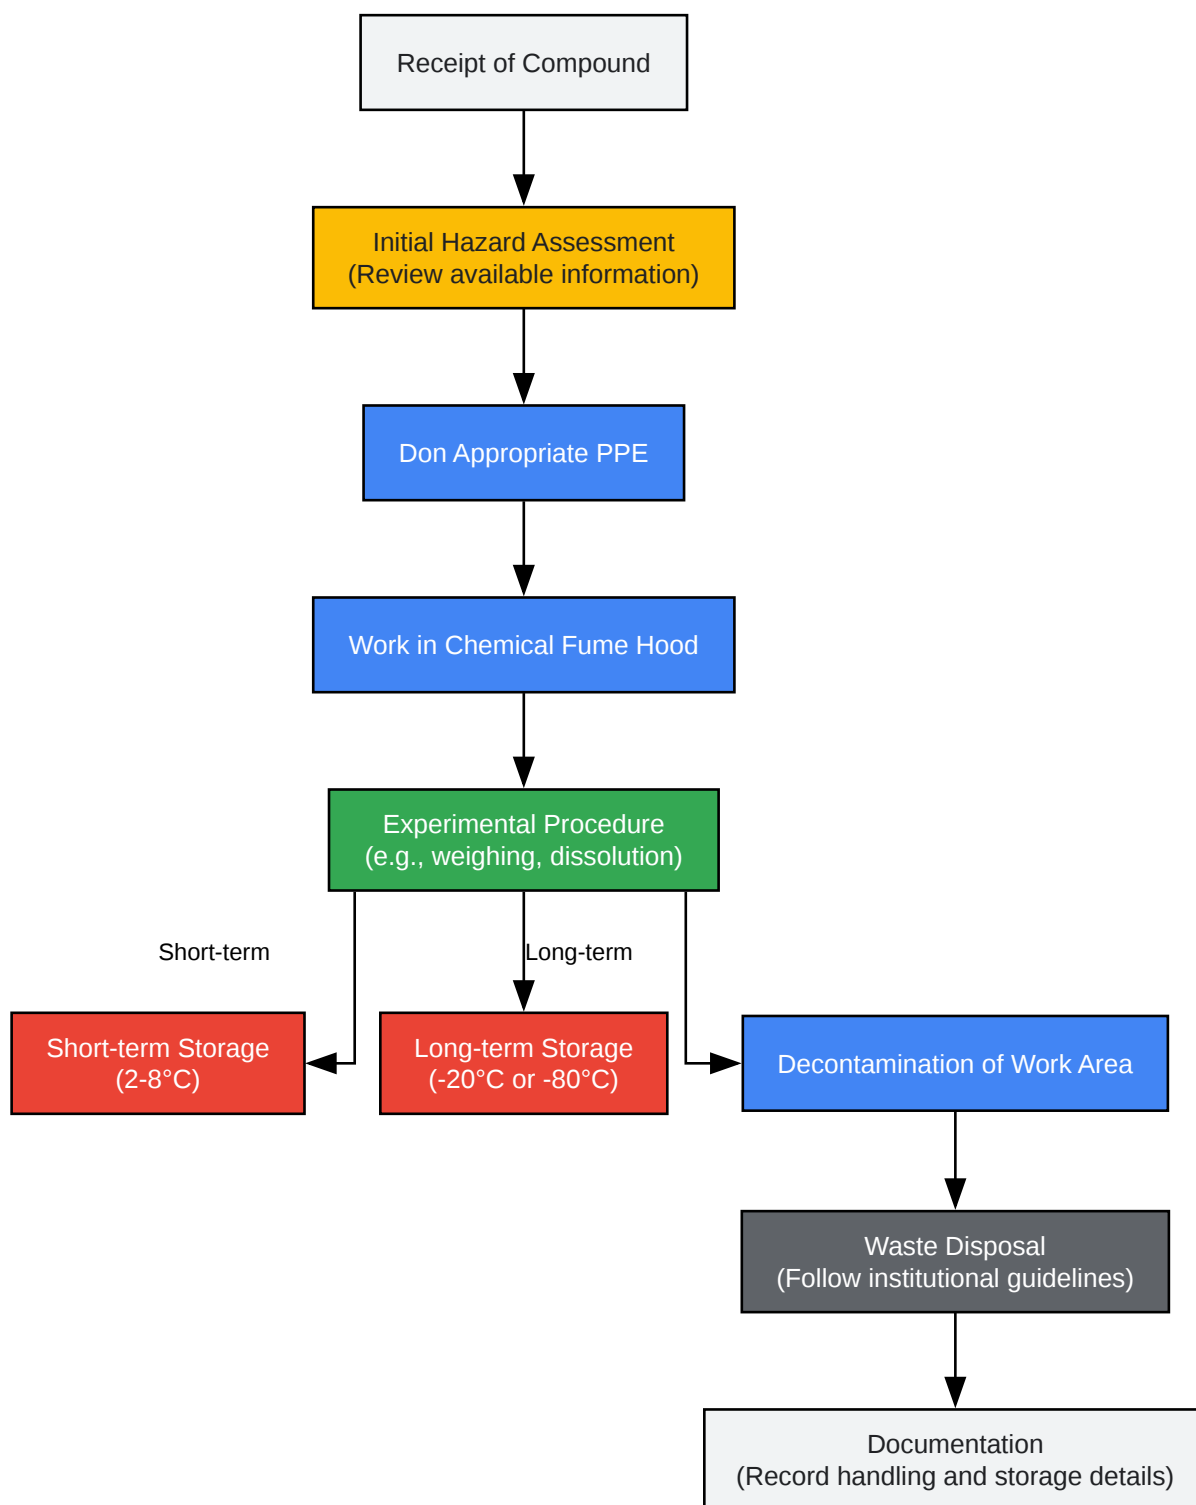 Receipt of Compound
Initial Hazard Assessment
(Review available information)
Don Appropriate PPE
Work in Chemical Fume Hood
Experimental Procedure
(e.g., weighing, dissolution)
Short-term
Long-term
Short-term Storage
(2-8°C)
Long-term Storage
(-20°C or -80°C)
Decontamination of Work Area
Waste Disposal
(Follow institutional guidelines)
Documentation
(Record handling and storage details)